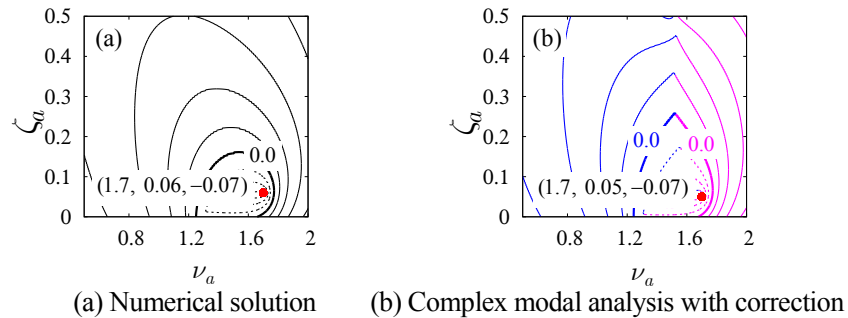 (a)
0.5
0.4
0.3
0.2
0.1
0
ζa
0.0
(1.7, 0.06, −0.07)
0.8 1.2 1.6 2
νa
(a) Numerical solution
(b)
0.5
0.4
0.3
0.2
0.1
0
ζa
0.0 0.0
(1.7, 0.05, −0.07)
0.8 1.2 1.6 2
νa
(b) Complex modal analysis with correction